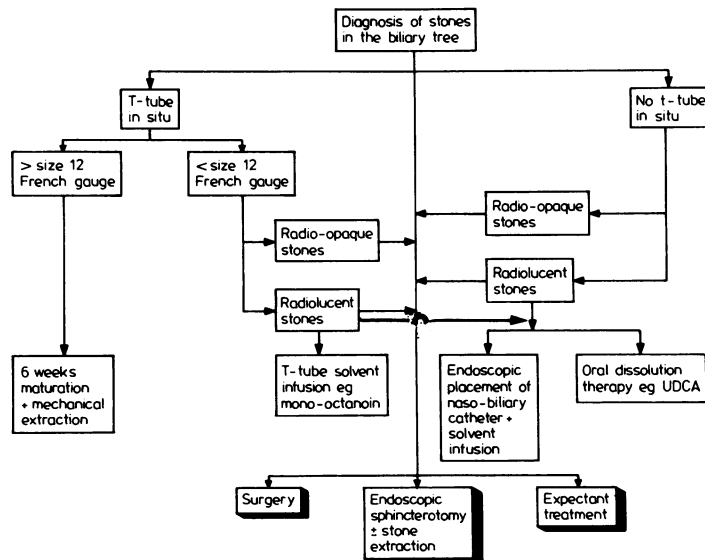 Diagnosis of stones
in the biliary tree
T-tube
in situ
No t-tube
in situ
> size 12
French gauge
< size 12
French gauge
Radio-opaque
stones
Radio-opaque
stones
Radiolucent
stones
Radiolucent
stones
6 weeks
maturation
+ mechanical
extraction
T-tube solvent
infusion eg
mono-octanoin
Endoscopic
placement of
naso-biliary
catheter +
solvent
infusion
Oral dissolution
therapy eg UDCA
Surgery
Endoscopic
sphincterotomy
± stone
extraction
Expectant
treatment